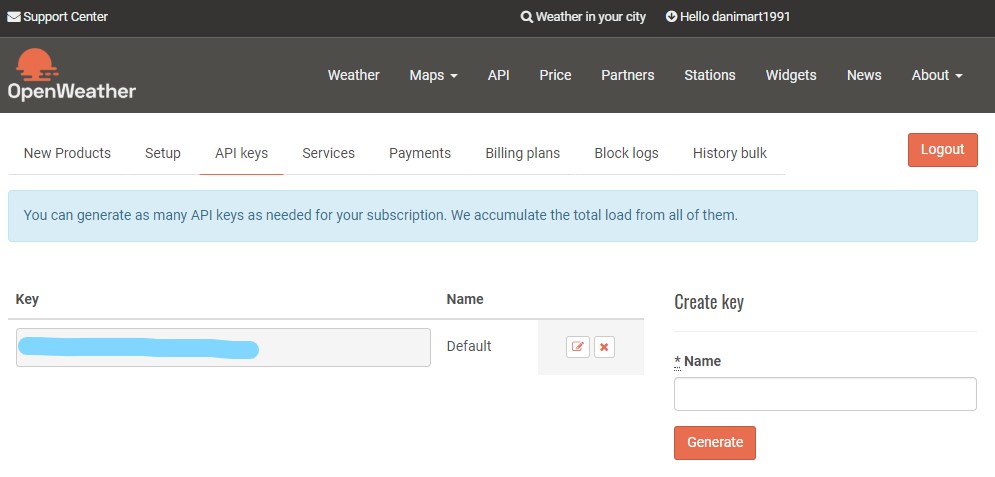 Support Center
Weather in your city
Hello danimart1991
OpenWeather
Weather
Maps
API
Price
Partners
Stations
Widgets
News
About
New Products
Setup
API keys
Services
Payments
Billing plans
Block logs
History bulk
Logout
You can generate as many API keys as needed for your subscription. We accumulate the total load from all of them.
Key
Name
Default
Create key
* Name
Generate